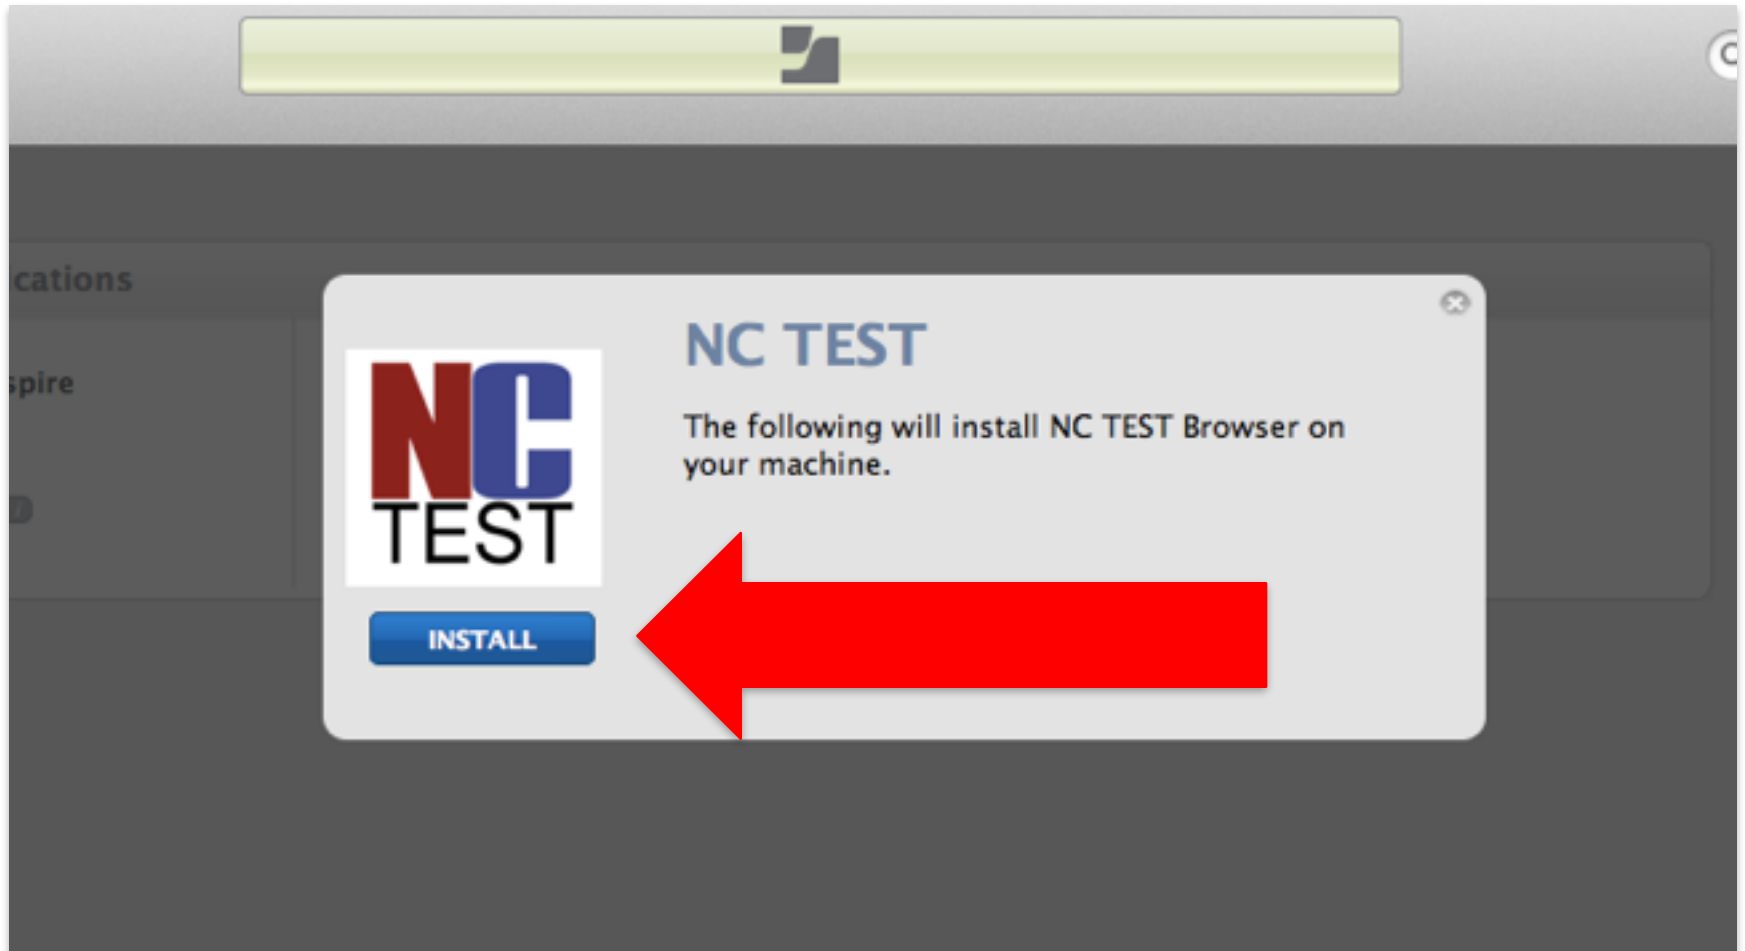 cations
spire
NC TEST
The following will install NC TEST Browser on
your machine.
NC
TEST
INSTALL